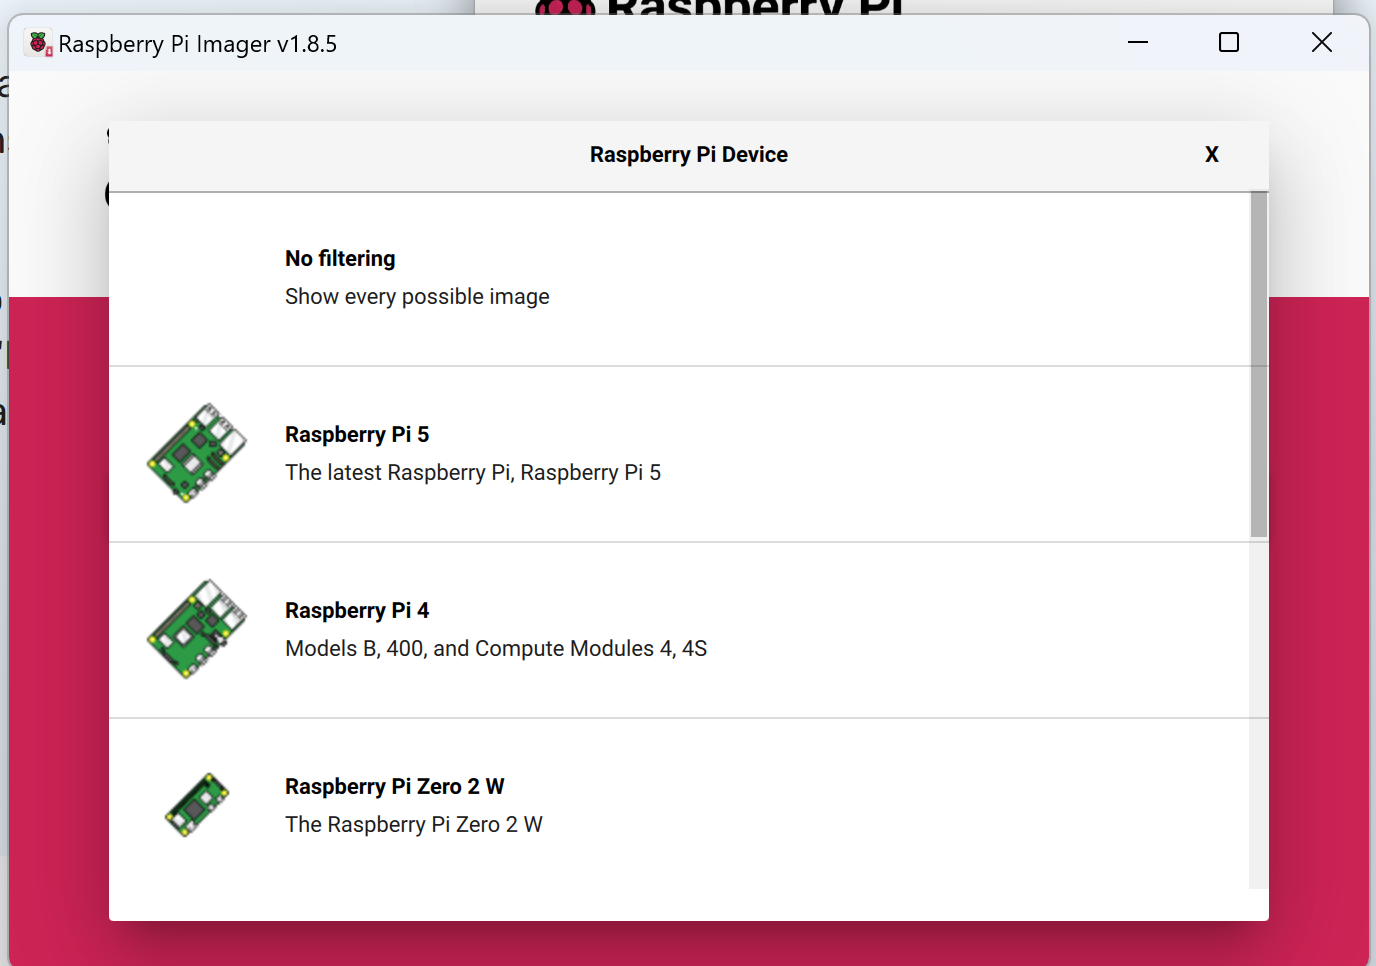 Raspberry Pi
Raspberry Pi Imager v1.8.5
Raspberry Pi Device
X
No filtering
Show every possible image
Raspberry Pi 5
The latest Raspberry Pi, Raspberry Pi 5
Raspberry Pi 4
Models B, 400, and Compute Modules 4, 4S
Raspberry Pi Zero 2 W
The Raspberry Pi Zero 2 W